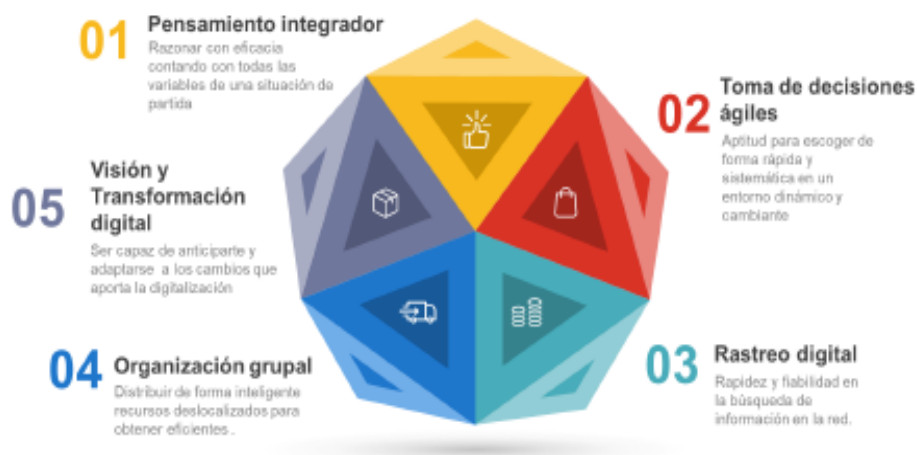 01
Pensamiento integrador
Razonar con eficacia
contando con todas las
variables de una situación de
partida
02
Toma de decisiones
ágiles
Aptitud para escoger de
forma rápida y
sistemática en un
entorno dinámico y
cambiante
03
Rastreo digital
Rapidez y fiabilidad en
la búsqueda de
información en la red.
04
Organización grupal
Distribuir de forma inteligente
recursos deslocalizados para
obtener eficientes .
05
Visión y
Transformación
digital
Ser capaz de anticiparte y
adaptarse a los cambios que
aporta la digitalización